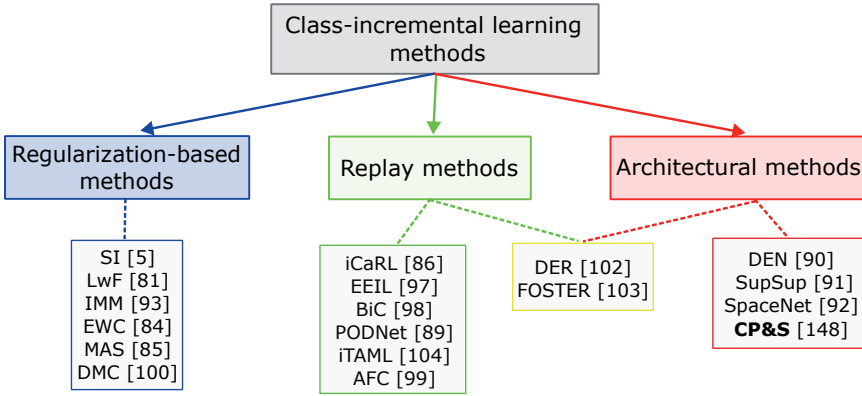 Class-incremental learning
methods
Regularization-based
methods
Replay methods
Architectural methods
SI [5]
LwF [81]
IMM [93]
EWC [84]
MAS [85]
DMC [100]
iCaRL [86]
EEIL [97]
BiC [98]
PODNet [89]
iTAML [104]
AFC [99]
DER [102]
FOSTER [103]
DEN [90]
SupSup [91]
SpaceNet [92]
CP&S [148]